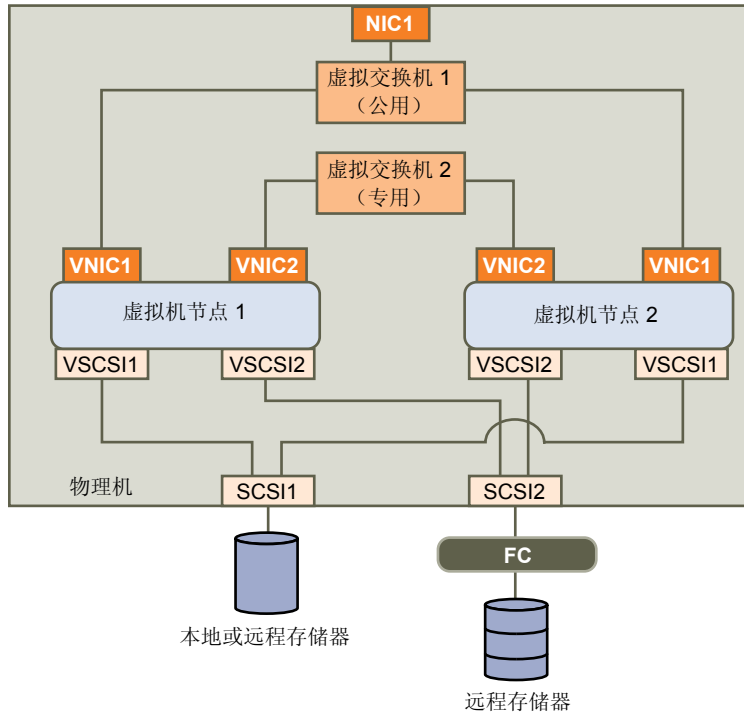 NIC1
虚拟交换机 1
（公用）
虚拟交换机 2
（专用）
VNIC1
VNIC2
VNIC2
VNIC1
虚拟机节点 1
虚拟机节点 2
VSCSI1
VSCSI2
VSCSI2
VSCSI1
物理机
SCSI1
SCSI2
FC
本地或远程存储器
远程存储器